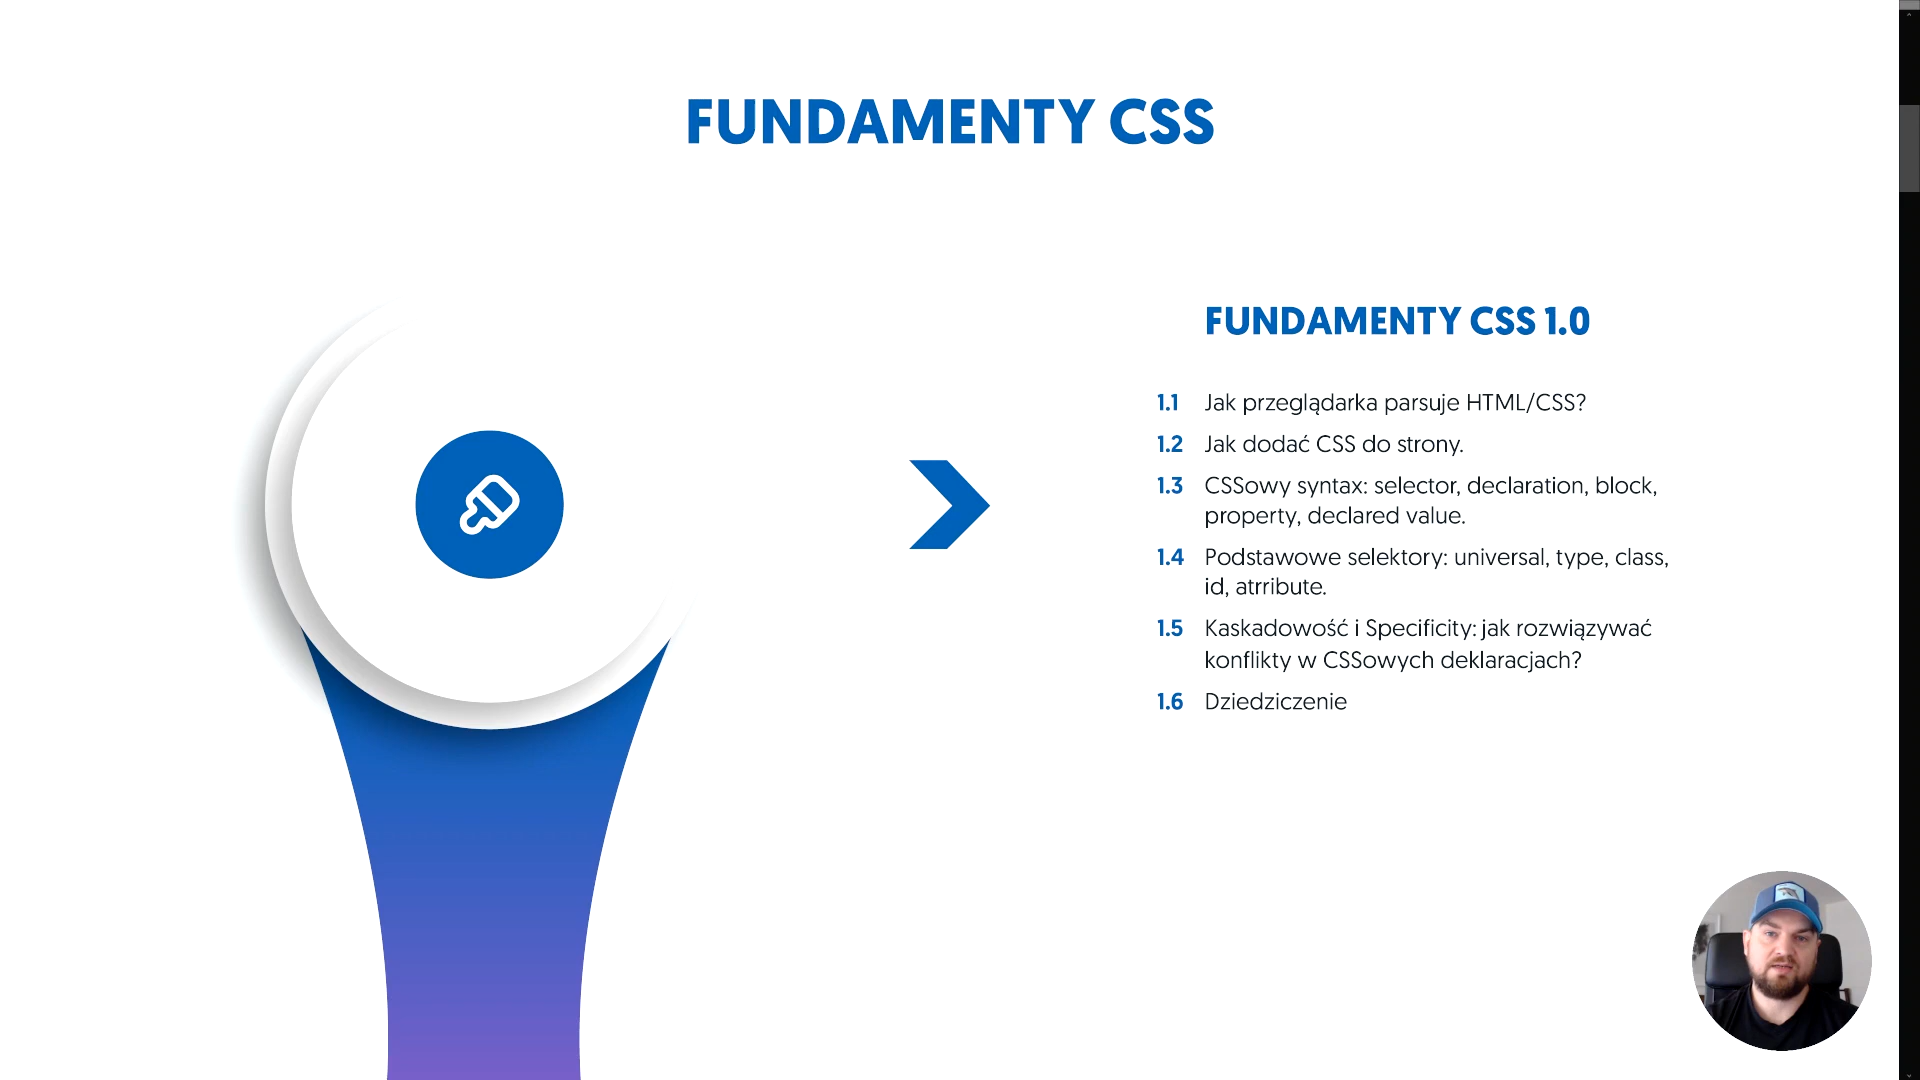 FUNDAMENTY CSS
FUNDAMENTY CSS 1.0
1.1 Jak przeglądarka parsuje HTML/CSS?
1.2 Jak dodać CSS do strony.
1.3 CSSowy syntax: selector, declaration, block,
property, declared value.
1.4 Podstawowe selektory: universal, type, class,
id, atrribute.
1.5 Kaskadowość i Specificity: jak rozwiązywać
konflikty w CSSowych deklaracjach?
1.6 Dziedziczenie